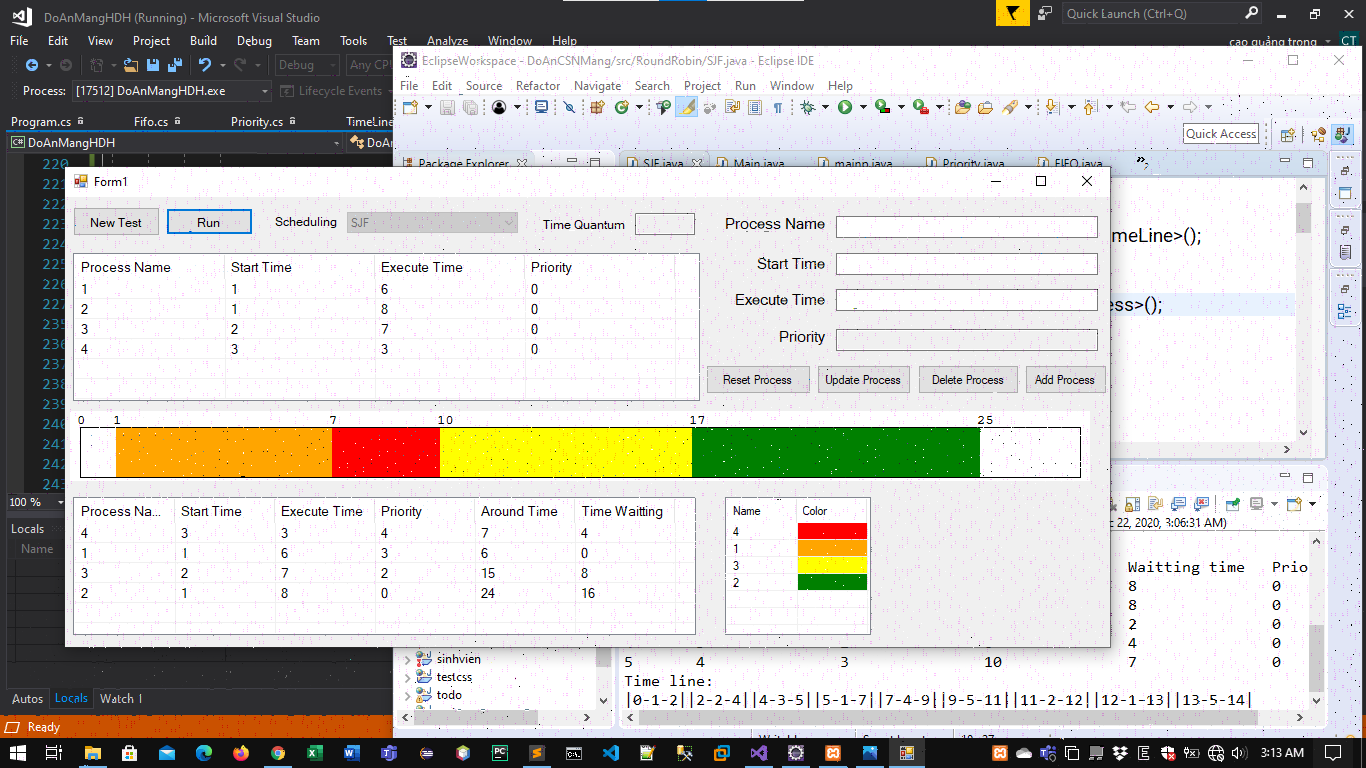 DoAnMangHDH (Running) - Microsoft Visual Studio
Quick Launch (Ctrl+Q)
File Edit View Project Build Debug Team Tools Test Analyze Window Help
cao quảng trong CT
Debug Any CPU
Process: [17512] DoAnMangHDH.exe Lifecycle Events
Program.cs Fifo.cs Priority.cs TimeLine
DoAnMangHDH DoAn
EclipseWorkspace - DoAnCSNMang/src/RoundRobin/SJF.java - Eclipse IDE
File Edit Source Refactor Navigate Search Project Run Window Help
Quick Access
Package Explorer SJF.java Main.java mainn.java Priority.java FIFO.java
220
221
222
223
224
225
226
227
235
236
237
238
239
240
241
242
243
meLine>();
ess>();
Form1
New Test Run Scheduling SJF Time Quantum
Process Name
Start Time
Execute Time
Priority
Process Name Start Time Execute Time Priority
1 1 6 0
2 1 8 0
3 2 7 0
4 3 3 0
Reset Process Update Process Delete Process Add Process
0 1 7 10 17 25
Process Na... Start Time Execute Time Priority Around Time Time Waitting
4 3 3 4 7 4
1 1 6 3 6 0
3 2 7 2 15 8
2 1 8 0 24 16
Name Color
4
1
3
2
100 %
Locals
Name
c 22, 2020, 3:06:31 AM)
Waitting time Prio
8 0
8 0
2 0
4 0
5 4 3 10 7 0
Time line:
|0-1-2||2-2-4||4-3-5||5-1-7||7-4-9||9-5-11||11-2-12||12-1-13||13-5-14|
sinhvien
testcss
todo
Autos Locals Watch 1
Ready
3:13 AM